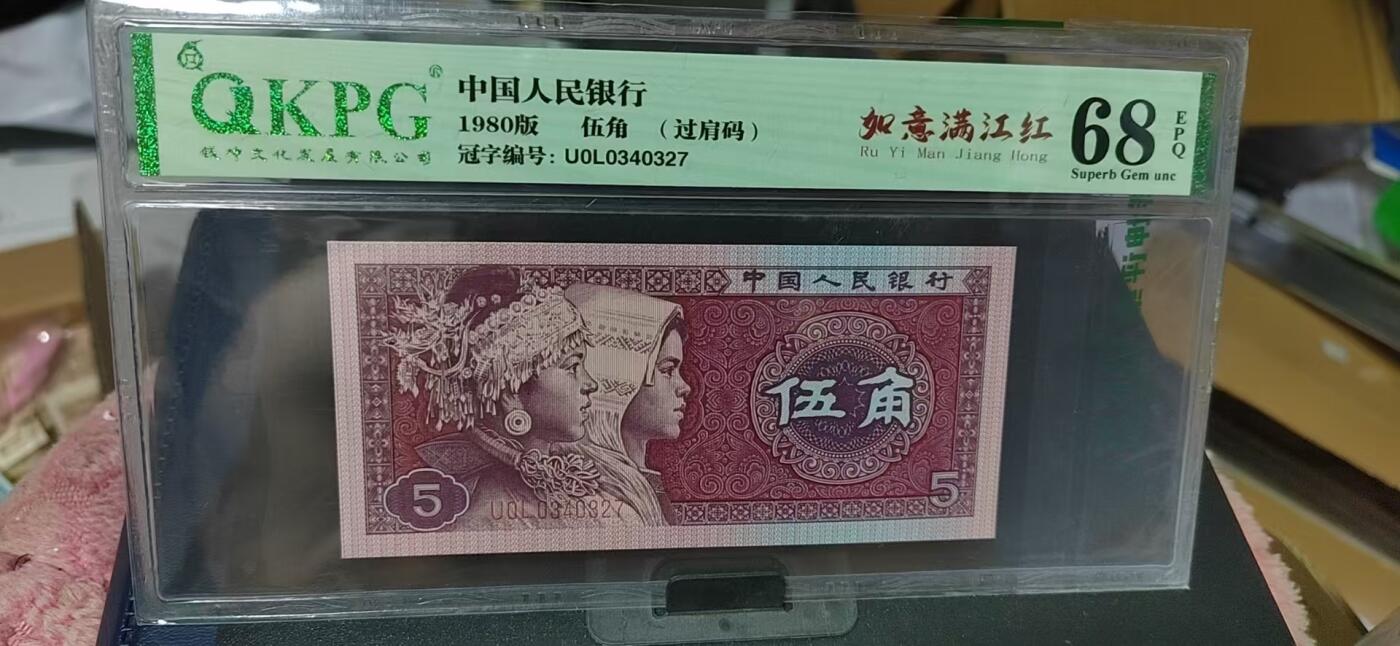 QKPG®
钱坤文化发展有限公司
中国人民银行
1980版 伍角 （过肩码）
冠字编号: U0L0340327
如意满江红
Ru Yi Man Jiang Hong
68
EPQ
Superb Gem unc
中国人民银行
伍角
5
U0L0340327
5